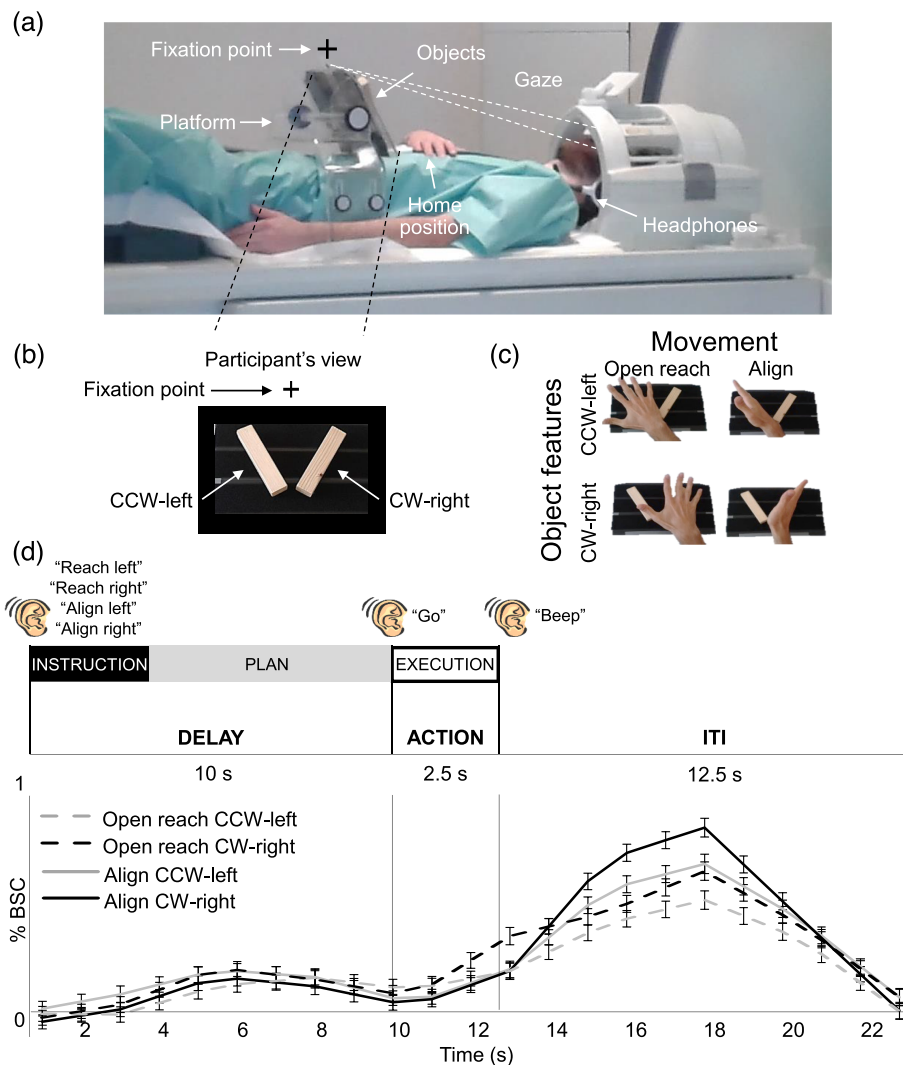 (a)
Fixation point
Objects
Gaze
Platform
Home
position
Headphones
(b)
Participant's view
Fixation point
CCW-left
CW-right
(c)
Movement
Open reach
Align
Object features
CCW-left
CW-right
(d)
"Reach left"
"Reach right"
"Align left"
"Align right"
"Go"
"Beep"
INSTRUCTION
PLAN
EXECUTION
DELAY
ACTION
ITI
10 s
2.5 s
12.5 s
1
Open reach CCW-left
Open reach CW-right
Align CCW-left
Align CW-right
% BSC
0
2 4 6 8 10 12 14 16 18 20 22
Time (s)